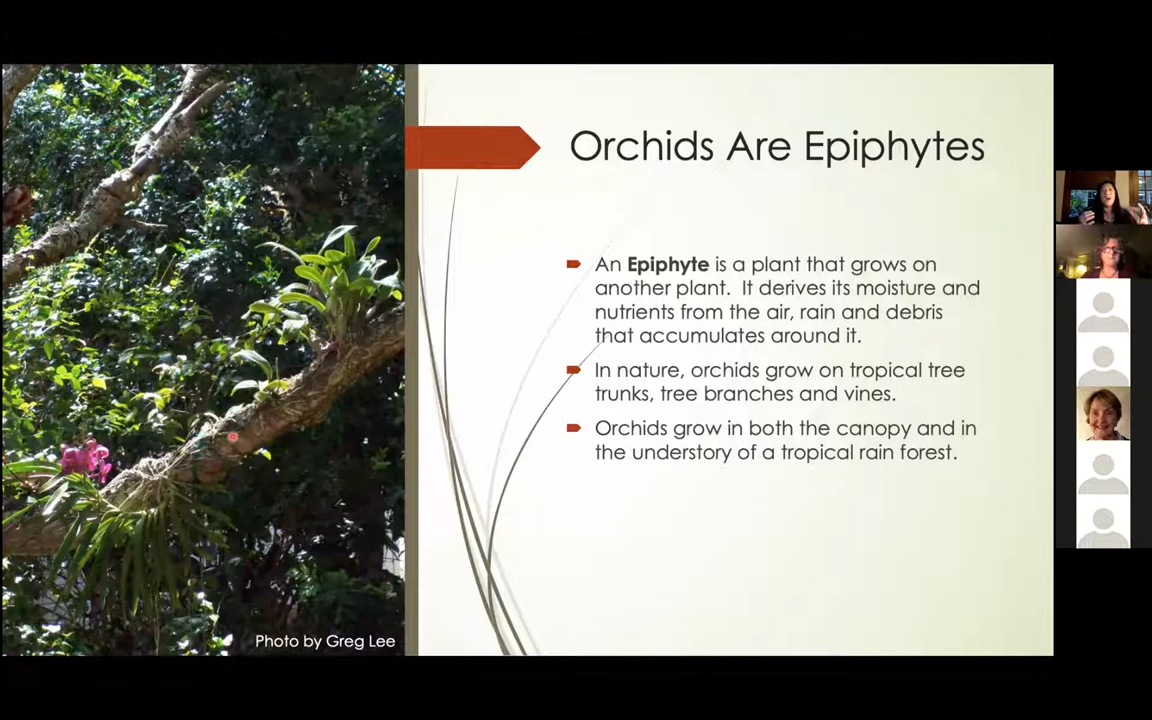 Orchids Are Epiphytes
An Epiphyte is a plant that grows on
another plant.  It derives its moisture and
nutrients from the air, rain and debris
that accumulates around it.
In nature, orchids grow on tropical tree
trunks, tree branches and vines.
Orchids grow in both the canopy and in
the understory of a tropical rain forest.
Photo by Greg Lee